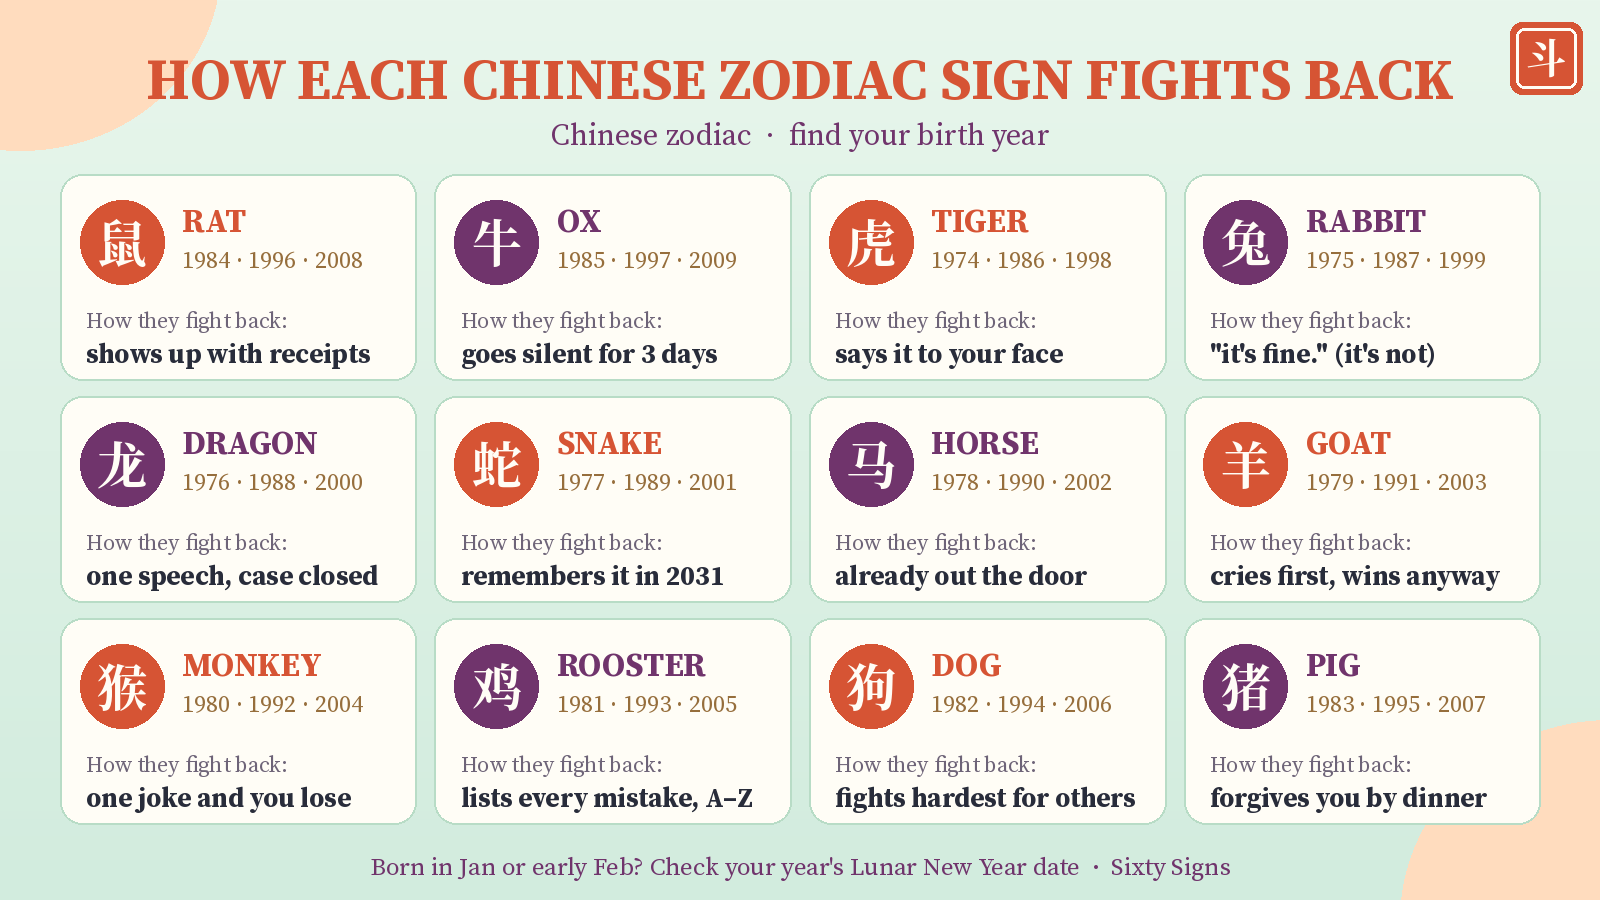 斗
HOW EACH CHINESE ZODIAC SIGN FIGHTS BACK
Chinese zodiac · find your birth year
鼠
RAT
1984 · 1996 · 2008
How they fight back:
shows up with receipts
牛
OX
1985 · 1997 · 2009
How they fight back:
goes silent for 3 days
虎
TIGER
1974 · 1986 · 1998
How they fight back:
says it to your face
兔
RABBIT
1975 · 1987 · 1999
How they fight back:
"it's fine." (it's not)
龙
DRAGON
1976 · 1988 · 2000
How they fight back:
one speech, case closed
蛇
SNAKE
1977 · 1989 · 2001
How they fight back:
remembers it in 2031
马
HORSE
1978 · 1990 · 2002
How they fight back:
already out the door
羊
GOAT
1979 · 1991 · 2003
How they fight back:
cries first, wins anyway
猴
MONKEY
1980 · 1992 · 2004
How they fight back:
one joke and you lose
鸡
ROOSTER
1981 · 1993 · 2005
How they fight back:
lists every mistake, A–Z
狗
DOG
1982 · 1994 · 2006
How they fight back:
fights hardest for others
猪
PIG
1983 · 1995 · 2007
How they fight back:
forgives you by dinner
Born in Jan or early Feb? Check your year's Lunar New Year date · Sixty Signs